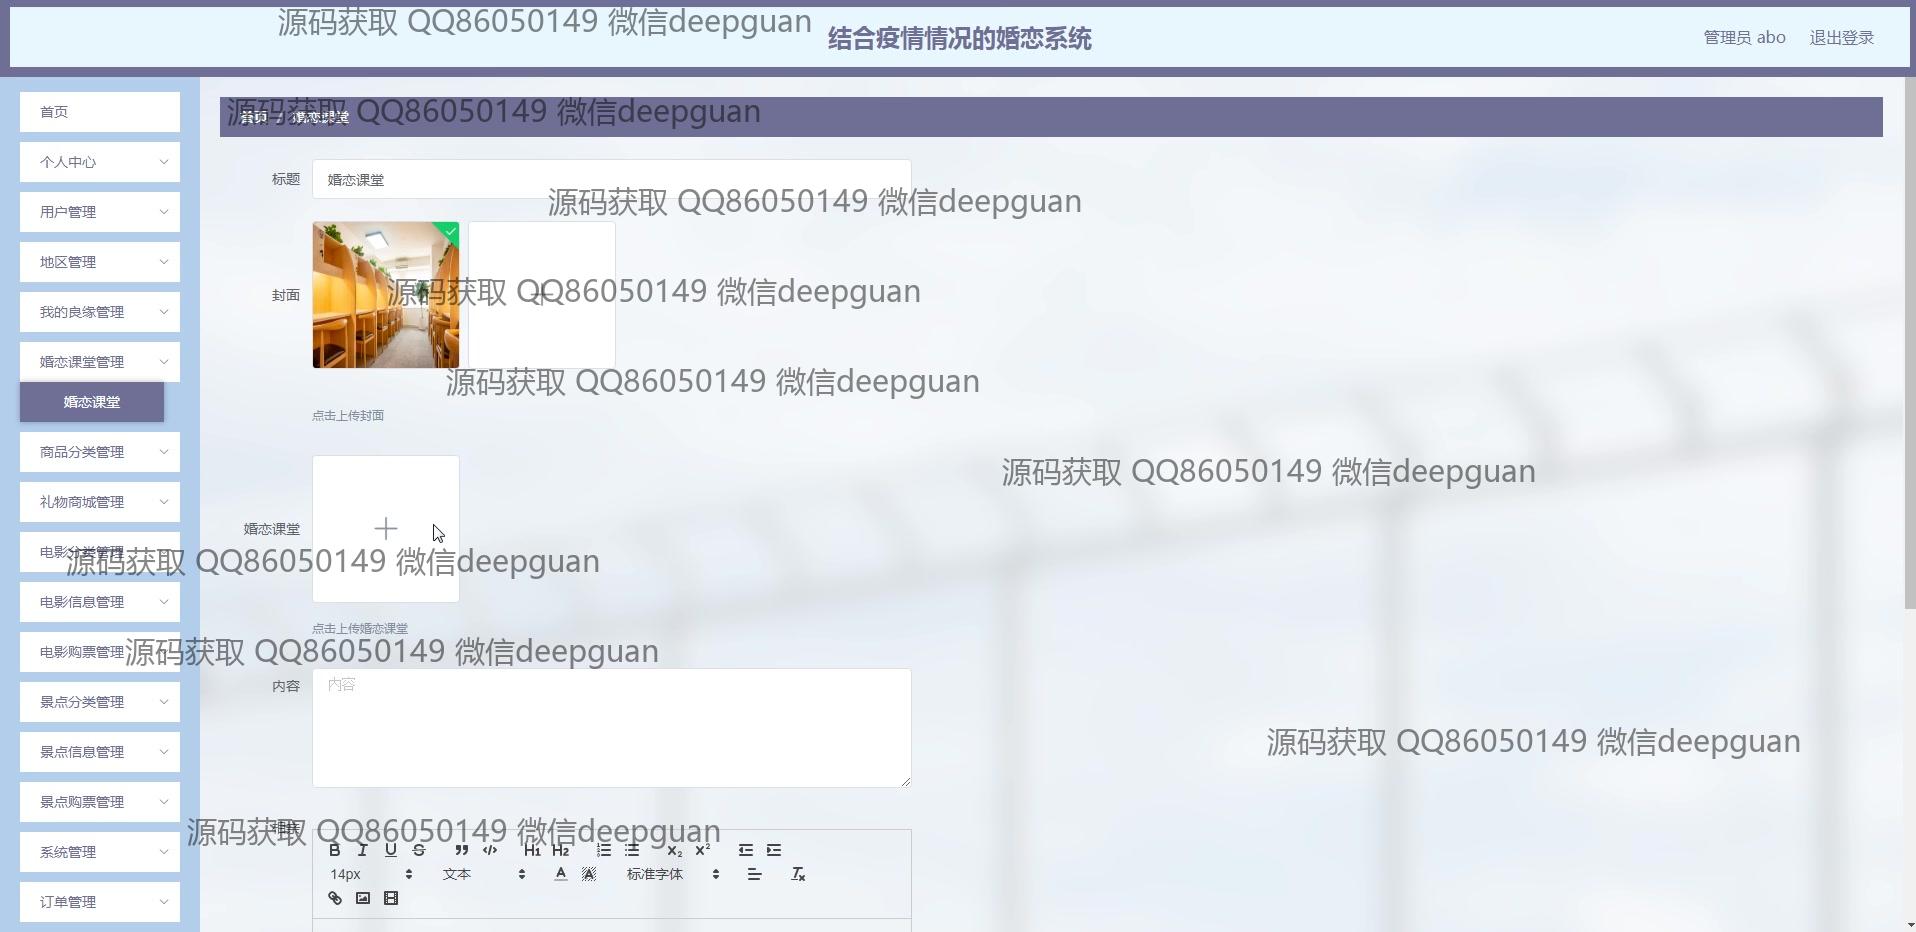 源码获取 QQ86050149 微信deepguan
结合疫情情况的婚恋系统
管理员 abo
退出登录
首页
个人中心
用户管理
地区管理
我的良缘管理
婚恋课堂管理
婚恋课堂
商品分类管理
礼物商城管理
电影分类管理
电影信息管理
电影购票管理
景点分类管理
景点信息管理
景点购票管理
系统管理
订单管理
首页 婚恋课堂
源码获取 QQ86050149 微信deepguan
标题
婚恋课堂
源码获取 QQ86050149 微信deepguan
封面
源码获取 QQ86050149 微信deepguan
源码获取 QQ86050149 微信deepguan
点击上传封面
源码获取 QQ86050149 微信deepguan
婚恋课堂
源码获取 QQ86050149 微信deepguan
点击上传婚恋课堂
源码获取 QQ86050149 微信deepguan
内容
内容
源码获取 QQ86050149 微信deepguan
源码获取 QQ86050149 微信deepguan
B I U S H1 H2 x2 x2
14px 文本 A A 标准字体 Tx